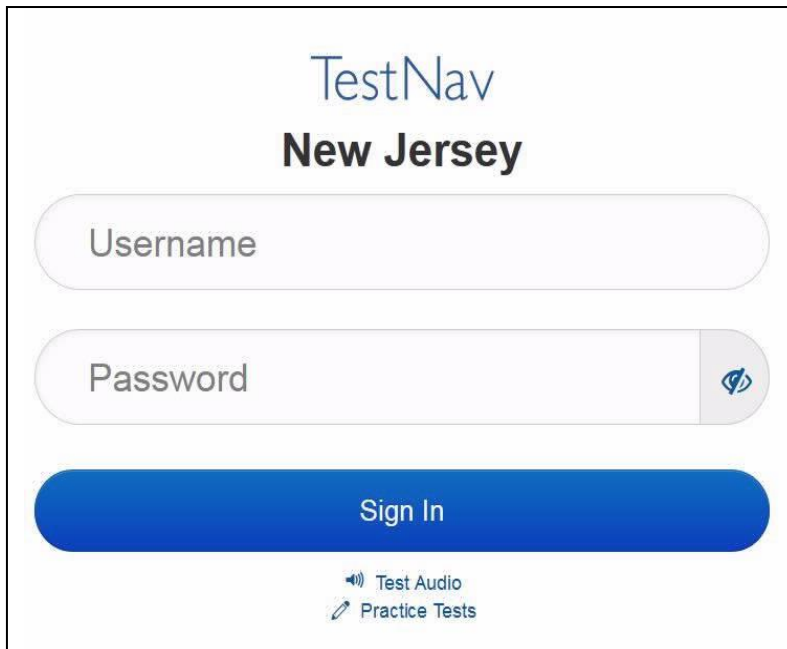 TestNav
New Jersey
Username
Password
Sign In
Test Audio
Practice Tests